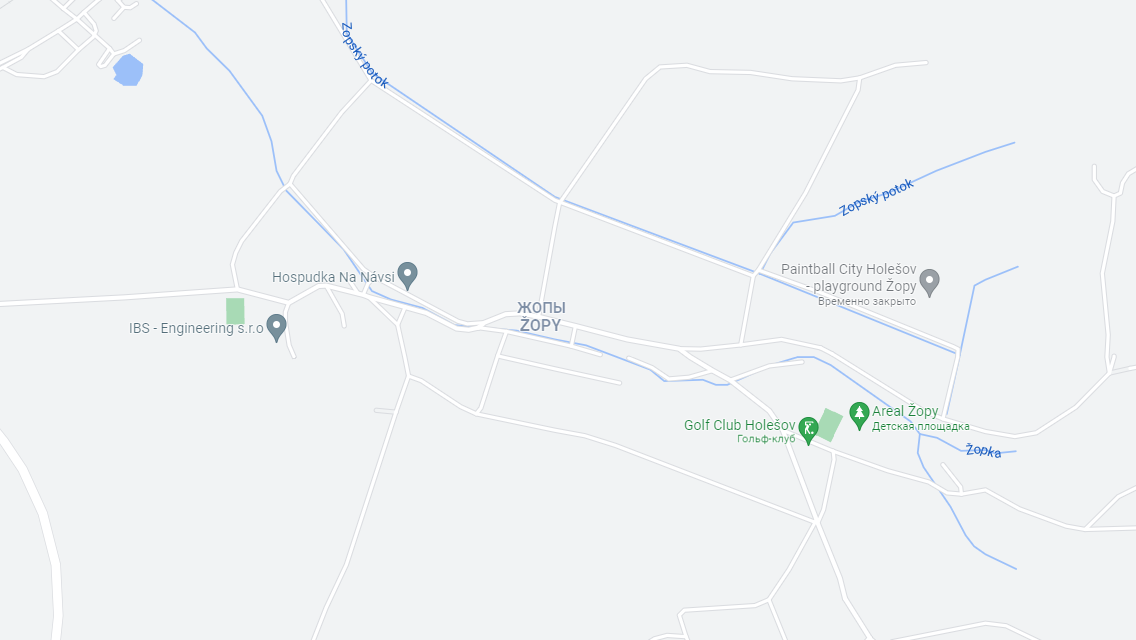 Zopský potok
Zopský potok
Hospudka Na Návsi
Paintball City Holešov
- playground Žopy
Временно закрыто
ЖОПЫ
ŽOPY
IBS - Engineering s.r.o
Golf Club Holešov
Гольф-клуб
Areal Žopy
Детская площадка
Žopka